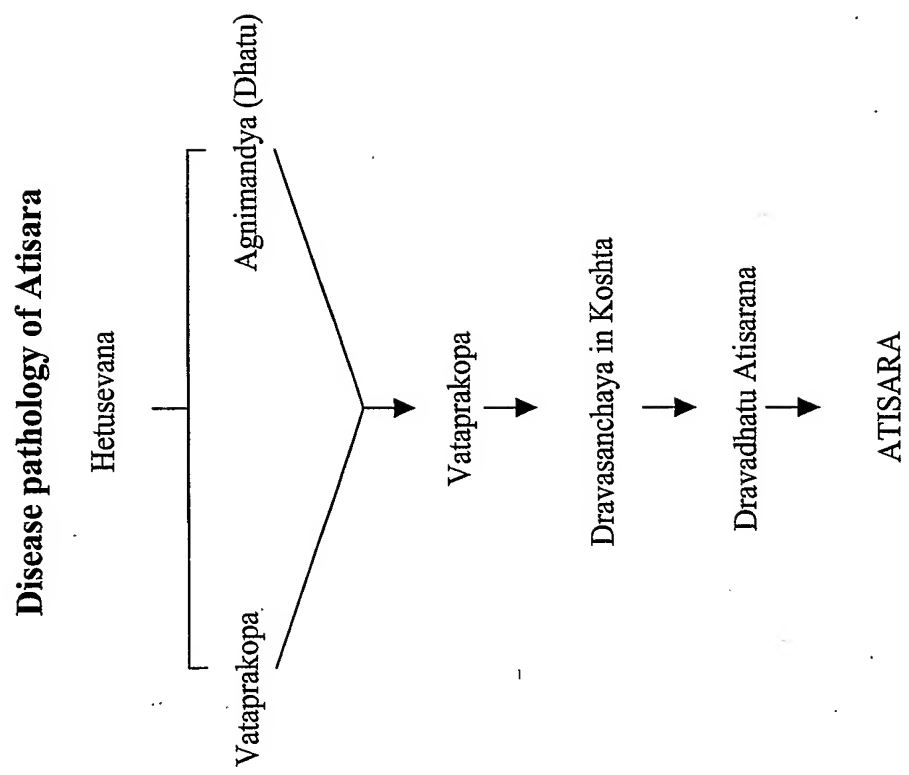 Disease pathology of Atisara
Hetusevana
Vataprakopa
Agnimandya (Dhatu)
Vataprakopa
Dravasanchaya in Koshta
Dravadhatu Atisarana
ATISARA